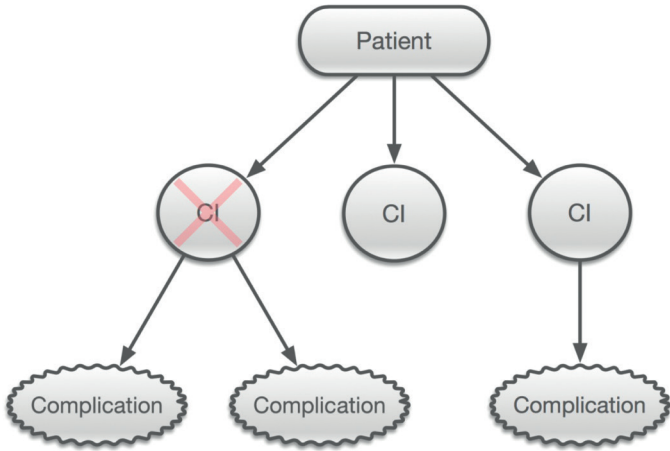 Patient
CI
CI
CI
Complication
Complication
Complication